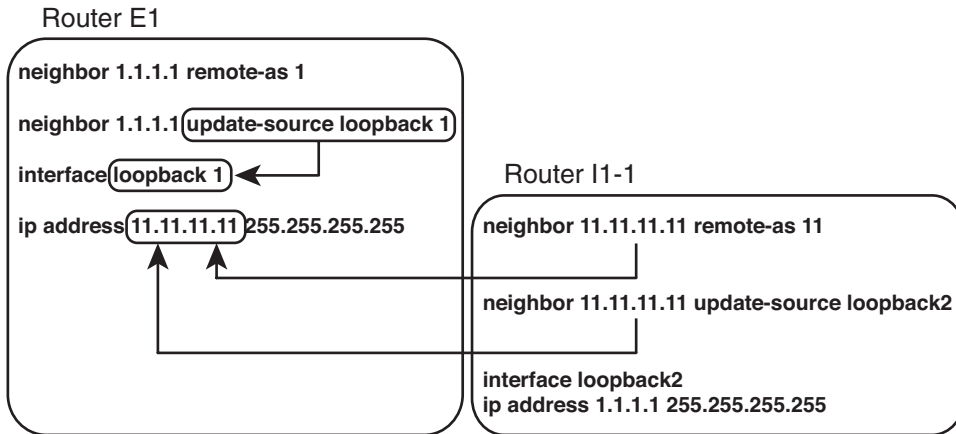 Router E1
neighbor 1.1.1.1 remote-as 1
neighbor 1.1.1.1 update-source loopback 1
interface loopback 1
ip address 11.11.11.11 255.255.255.255
Router I1-1
neighbor 11.11.11.11 remote-as 11
neighbor 11.11.11.11 update-source loopback2
interface loopback2
ip address 1.1.1.1 255.255.255.255